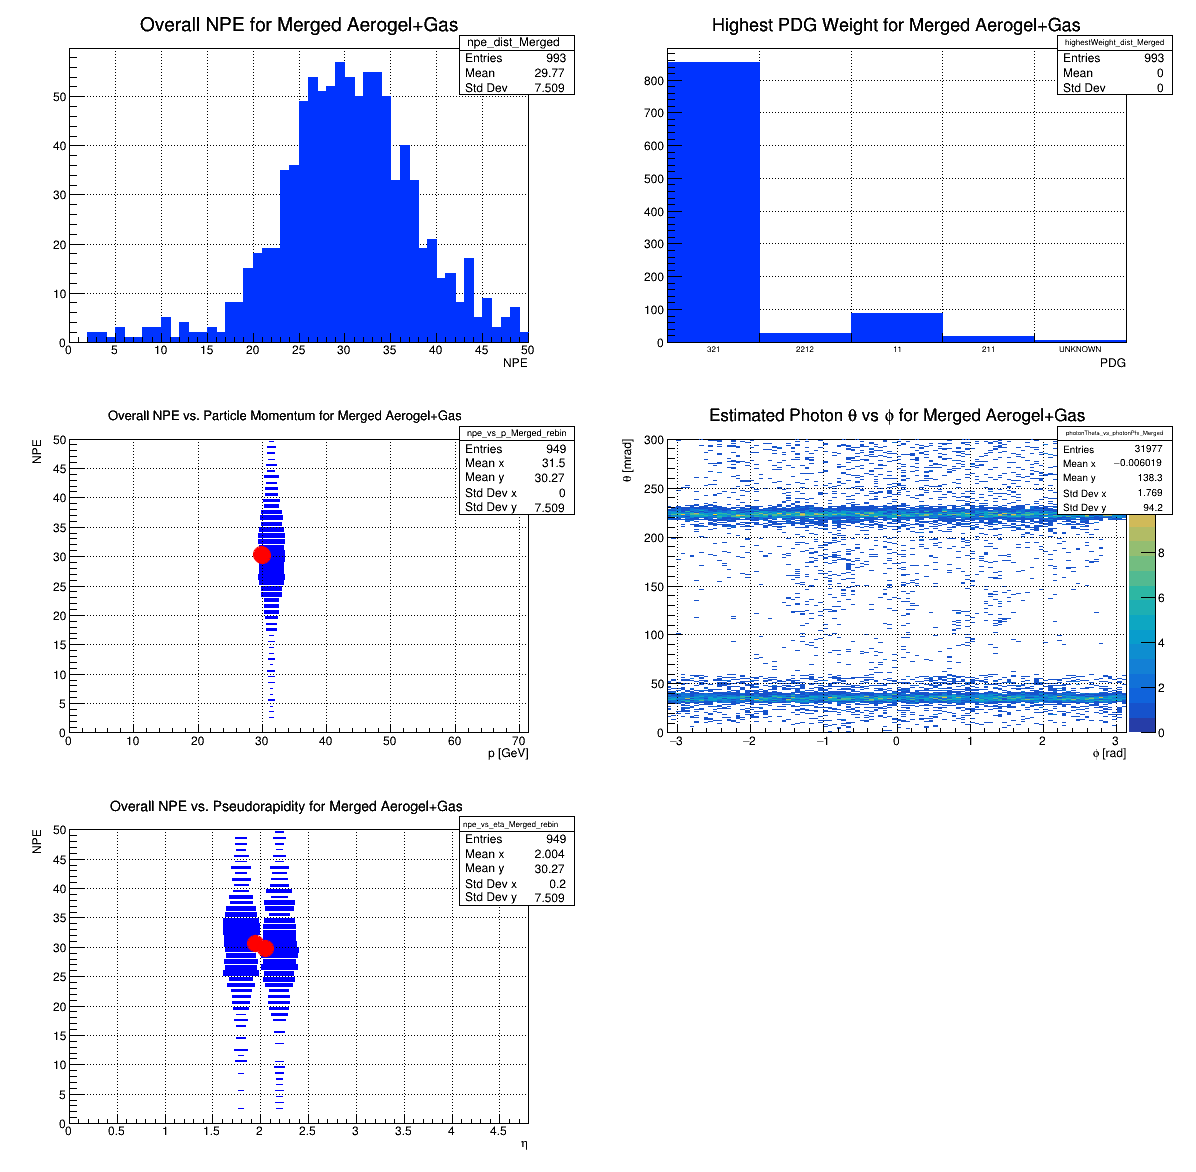 Overall NPE for Merged Aerogel+Gas
npe_dist_Merged
Entries 993
Mean 29.77
Std Dev 7.509
50
40
30
20
10
0
0 5 10 15 20 25 30 35 40 45 50
NPE
Highest PDG Weight for Merged Aerogel+Gas
highestWeight_dist_Merged
Entries 993
Mean 0
Std Dev 0
800
700
600
500
400
300
200
100
0
321 2212 11 211 UNKNOWN
PDG
Overall NPE vs. Particle Momentum for Merged Aerogel+Gas
npe_vs_p_Merged_rebin
Entries 949
Mean x 31.5
Mean y 30.27
Std Dev x 0
Std Dev y 7.509
NPE
50
45
40
35
30
25
20
15
10
5
0
0 10 20 30 40 50 60 70
p [GeV]
Estimated Photon θ vs ϕ for Merged Aerogel+Gas
photonTheta_vs_photonPhi_Merged
Entries 31977
Mean x −0.006019
Mean y 138.3
Std Dev x 1.769
Std Dev y 94.2
θ [mrad]
300
250
200
150
100
50
0
−3 −2 −1 0 1 2 3
ϕ [rad]
8
6
4
2
0
Overall NPE vs. Pseudorapidity for Merged Aerogel+Gas
npe_vs_eta_Merged_rebin
Entries 949
Mean x 2.004
Mean y 30.27
Std Dev x 0.2
Std Dev y 7.509
NPE
50
45
40
35
30
25
20
15
10
5
0
0 0.5 1 1.5 2 2.5 3 3.5 4 4.5
η